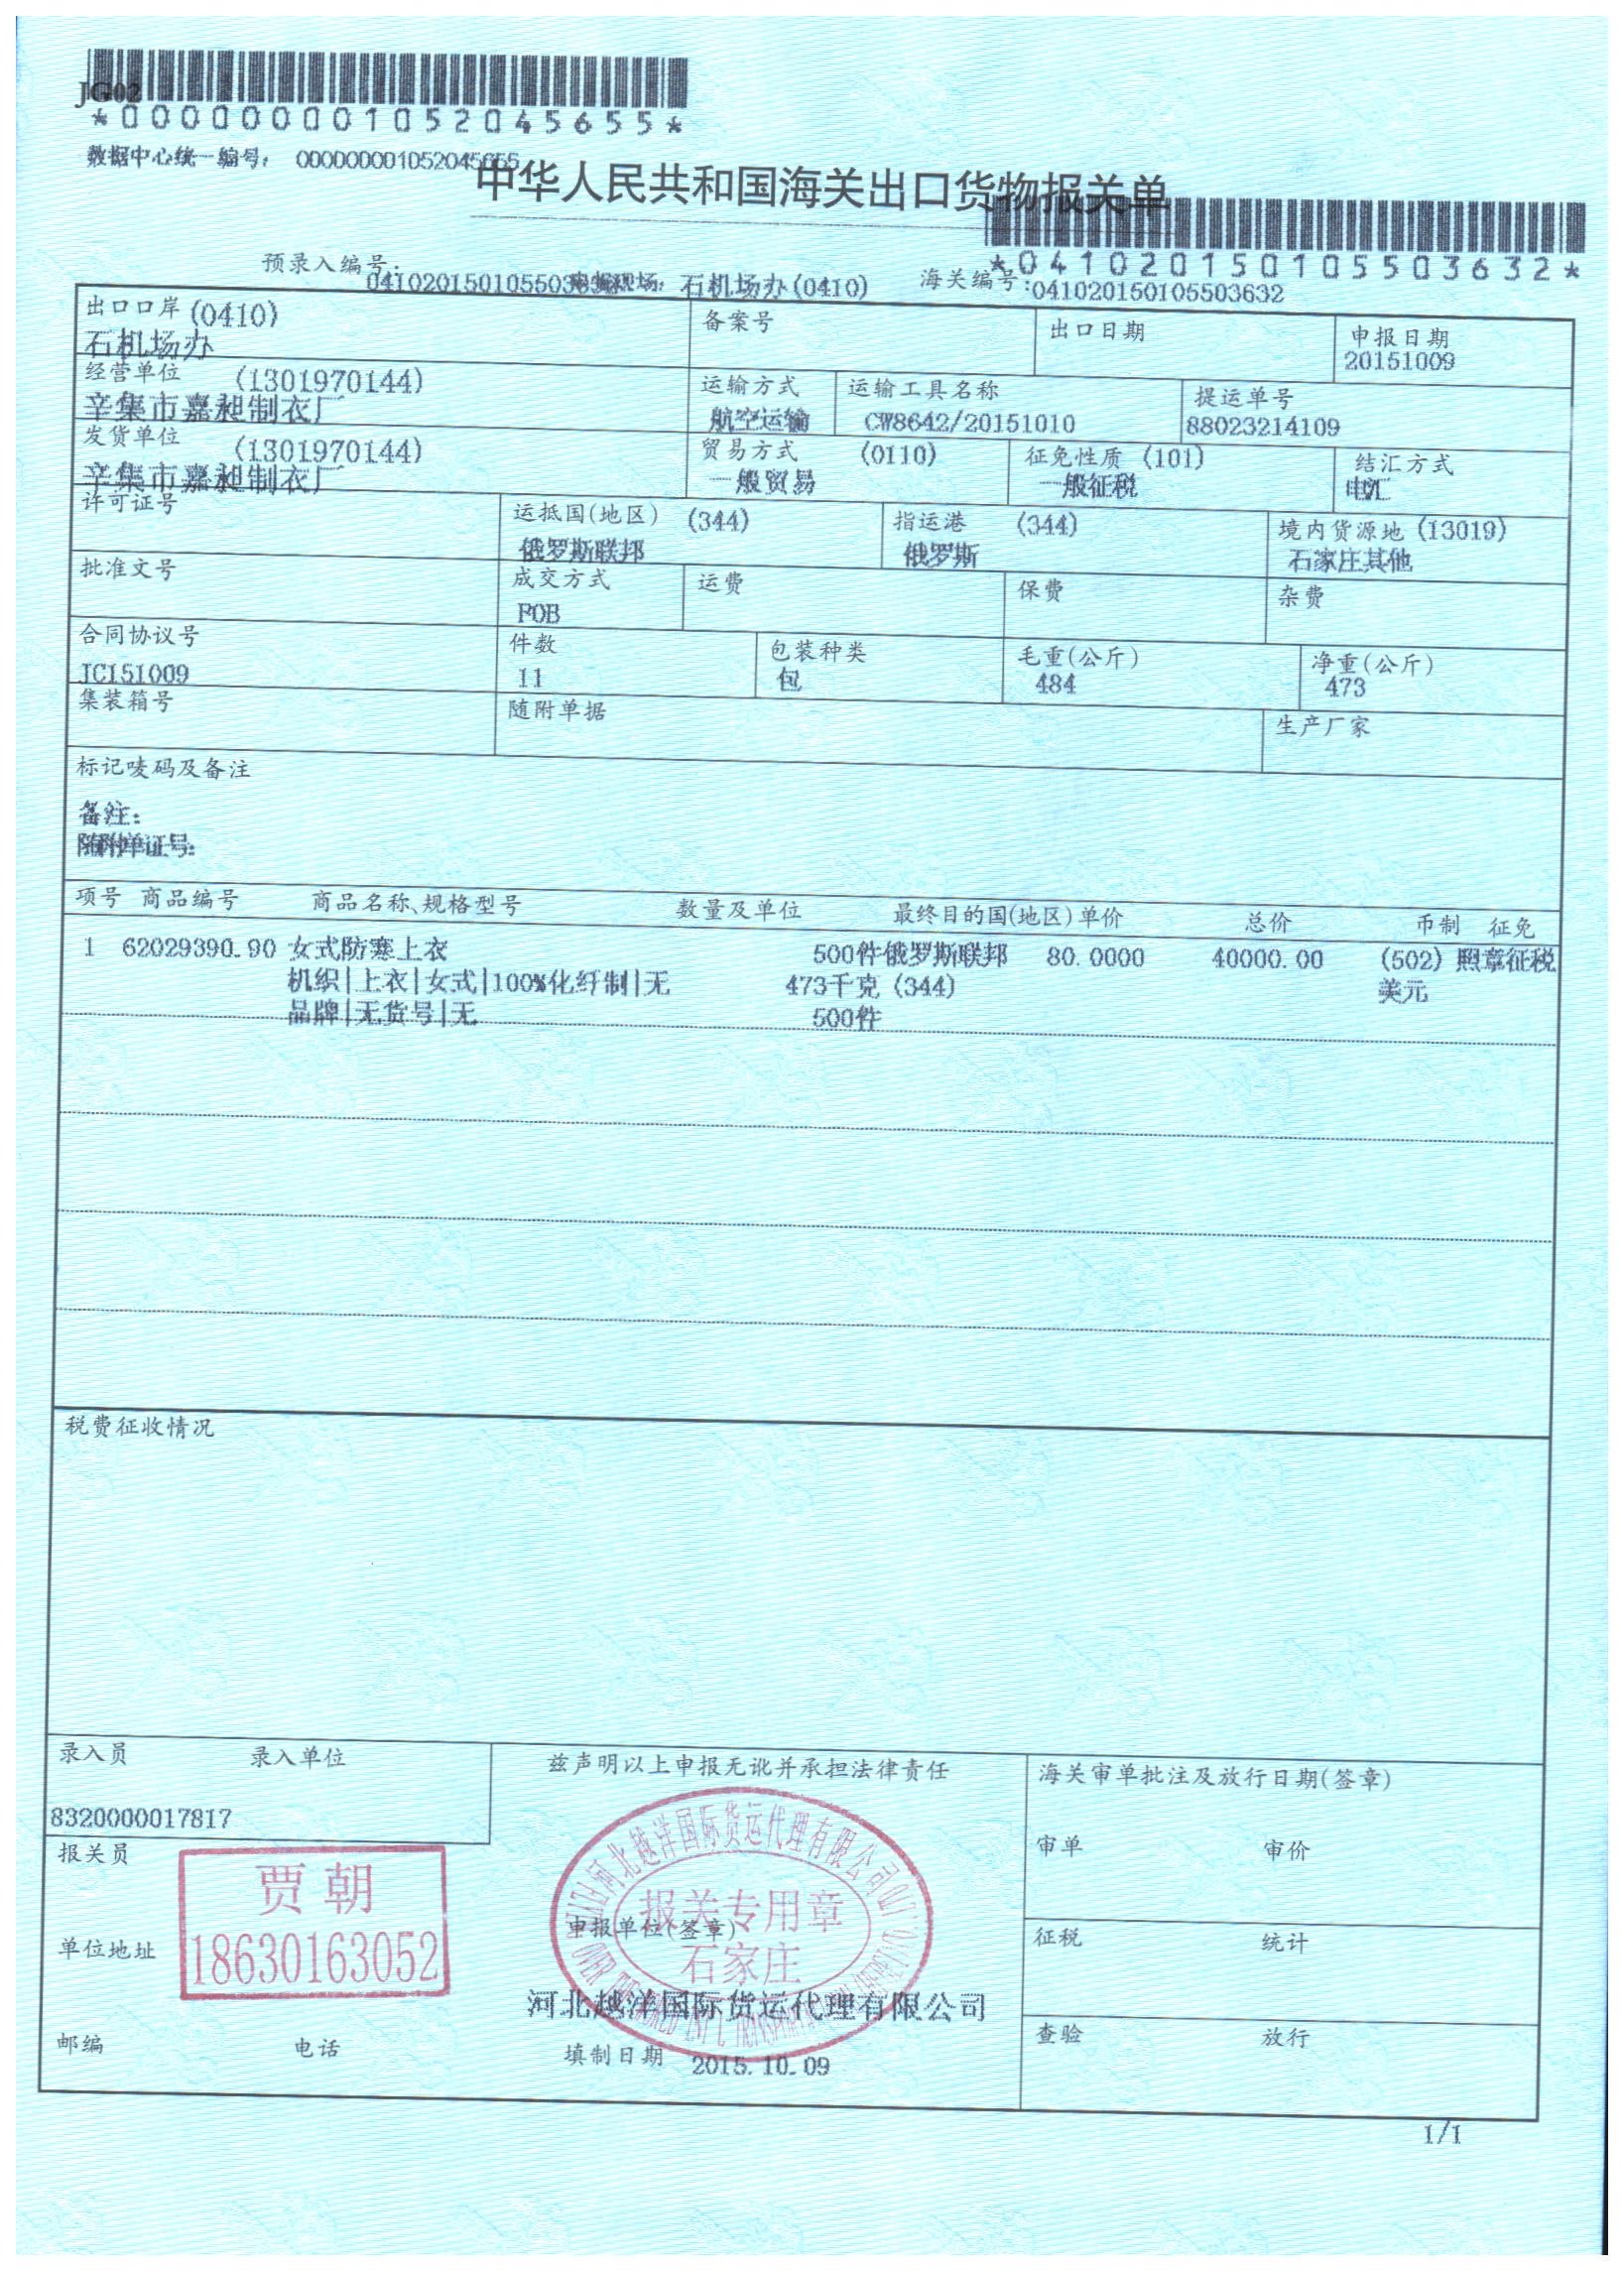 JG02
*000000001052045655*
数据中心统一编号: 000000001052045655
中华人民共和国海关出口货物报关单
*041020150105503632*
预录入编号: 申报现场: 石机场办(0410) 海关编号:041020150105503632
出口口岸 (0410) 备案号 出口日期 申报日期
石机场办 20151009
经营单位 (1301970144) 运输方式 运输工具名称 提运单号
辛集市嘉昶制衣厂 航空运输 CW8642/20151010 88023214109
发货单位 (1301970144) 贸易方式 (0110) 征免性质 (101) 结汇方式
辛集市嘉昶制衣厂 一般贸易 一般征税 电汇
许可证号 运抵国(地区) (344) 指运港 (344) 境内货源地 (13019)
俄罗斯联邦 俄罗斯 石家庄其他
批准文号 成交方式 运费 保费 杂费
FOB
合同协议号 件数 包装种类 毛重(公斤) 净重(公斤)
JC151009 11 包 484 473
集装箱号 随附单据 生产厂家
标记唛码及备注
备注:
随附单证号:
项号 商品编号 商品名称、规格型号 数量及单位 最终目的国(地区) 单价 总价 币制 征免
1 62029390.90 女式防寒上衣 500件俄罗斯联邦 80.0000 40000.00 (502) 照章征税
机织|上衣|女式|100%化纤制|无 473千克 (344) 美元
品牌|无货号|无 500件
税费征收情况
录入员 录入单位 兹声明以上申报无讹并承担法律责任 海关审单批注及放行日期(签章)
8320000017817
报关员 审单 审价
贾朝
河北越洋国际货运代理有限公司
报关专用章
申报单位(签章)
单位地址 征税 统计
18630163052
石家庄
河北越洋国际货运代理有限公司
邮编 电话 填制日期 2015.10.09 查验 放行
1/1